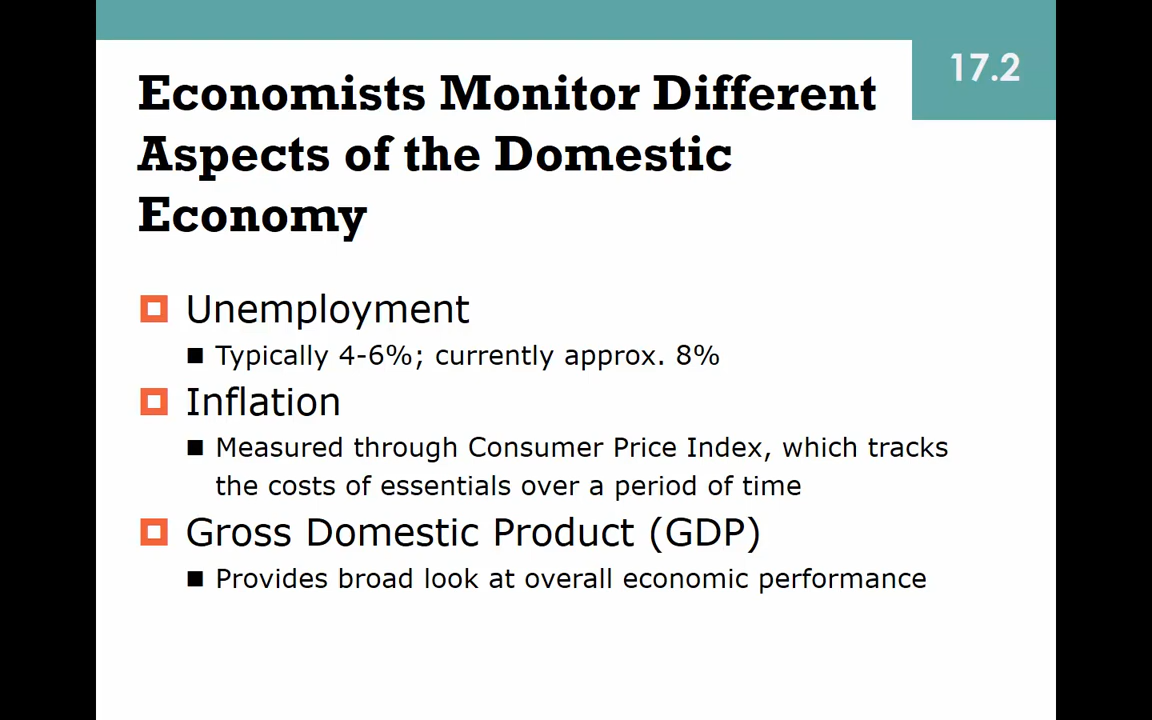 17.2
Economists Monitor Different
Aspects of the Domestic
Economy
Unemployment
Typically 4-6%; currently approx. 8%
Inflation
Measured through Consumer Price Index, which tracks
the costs of essentials over a period of time
Gross Domestic Product (GDP)
Provides broad look at overall economic performance